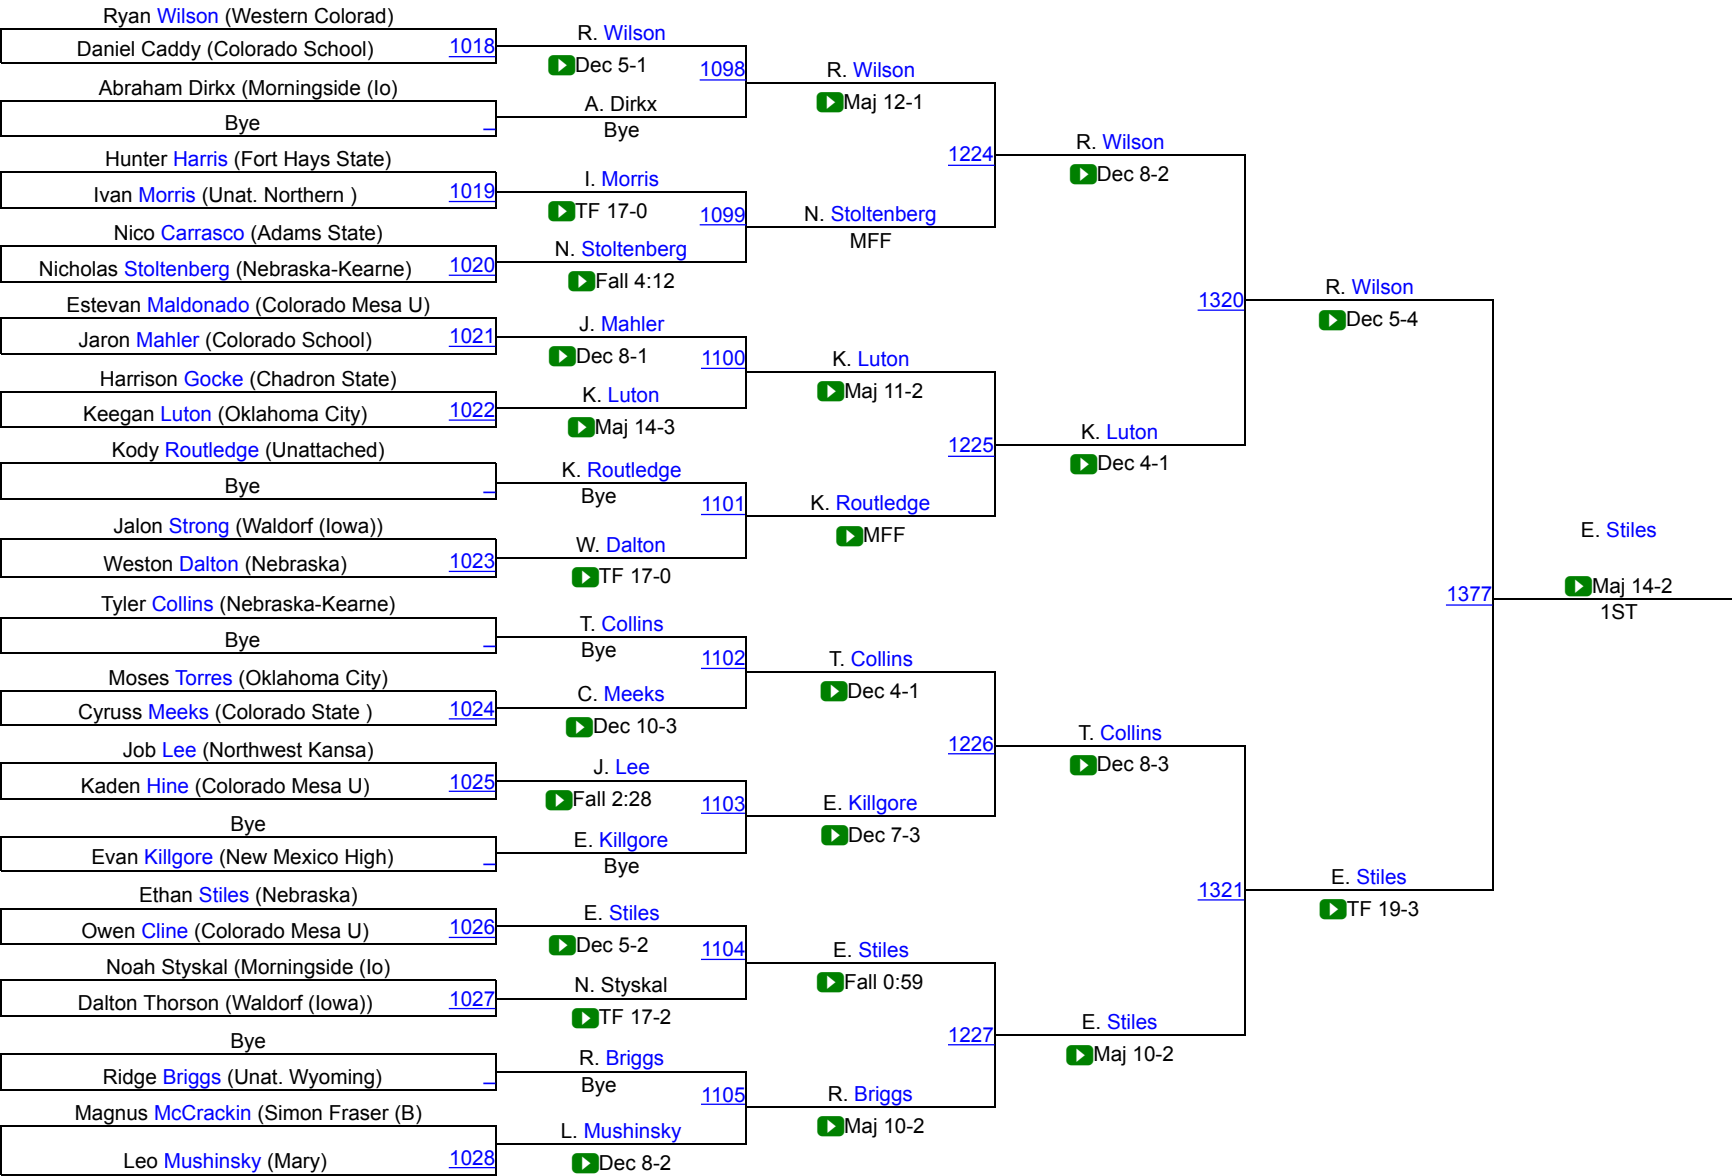 Ryan Wilson (Western Colorad)
Daniel Caddy (Colorado School)
1018
Abraham Dirkx (Morningside (Io)
Bye
Hunter Harris (Fort Hays State)
Ivan Morris (Unat. Northern )
1019
Nico Carrasco (Adams State)
Nicholas Stoltenberg (Nebraska-Kearne)
1020
Estevan Maldonado (Colorado Mesa U)
Jaron Mahler (Colorado School)
1021
Harrison Gocke (Chadron State)
Keegan Luton (Oklahoma City)
1022
Kody Routledge (Unattached)
Bye
Jalon Strong (Waldorf (Iowa))
Weston Dalton (Nebraska)
1023
Tyler Collins (Nebraska-Kearne)
Bye
Moses Torres (Oklahoma City)
Cyruss Meeks (Colorado State )
1024
Job Lee (Northwest Kansa)
Kaden Hine (Colorado Mesa U)
1025
Bye
Evan Killgore (New Mexico High)
Ethan Stiles (Nebraska)
Owen Cline (Colorado Mesa U)
1026
Noah Styskal (Morningside (Io)
Dalton Thorson (Waldorf (Iowa))
1027
Bye
Ridge Briggs (Unat. Wyoming)
Magnus McCrackin (Simon Fraser (B)
Leo Mushinsky (Mary)
1028
R. Wilson
Dec 5-1
1098
A. Dirkx
Bye
I. Morris
TF 17-0
1099
N. Stoltenberg
Fall 4:12
J. Mahler
Dec 8-1
1100
K. Luton
Maj 14-3
K. Routledge
Bye
1101
W. Dalton
TF 17-0
T. Collins
Bye
1102
C. Meeks
Dec 10-3
J. Lee
Fall 2:28
1103
E. Killgore
Bye
E. Stiles
Dec 5-2
1104
N. Styskal
TF 17-2
R. Briggs
Bye
1105
L. Mushinsky
Dec 8-2
R. Wilson
Maj 12-1
1224
N. Stoltenberg
MFF
K. Luton
Maj 11-2
1225
K. Routledge
MFF
T. Collins
Dec 4-1
1226
E. Killgore
Dec 7-3
E. Stiles
Fall 0:59
1227
R. Briggs
Maj 10-2
R. Wilson
Dec 8-2
1320
K. Luton
Dec 4-1
T. Collins
Dec 8-3
1321
E. Stiles
Maj 10-2
R. Wilson
Dec 5-4
1377
E. Stiles
TF 19-3
E. Stiles
Maj 14-2
1ST